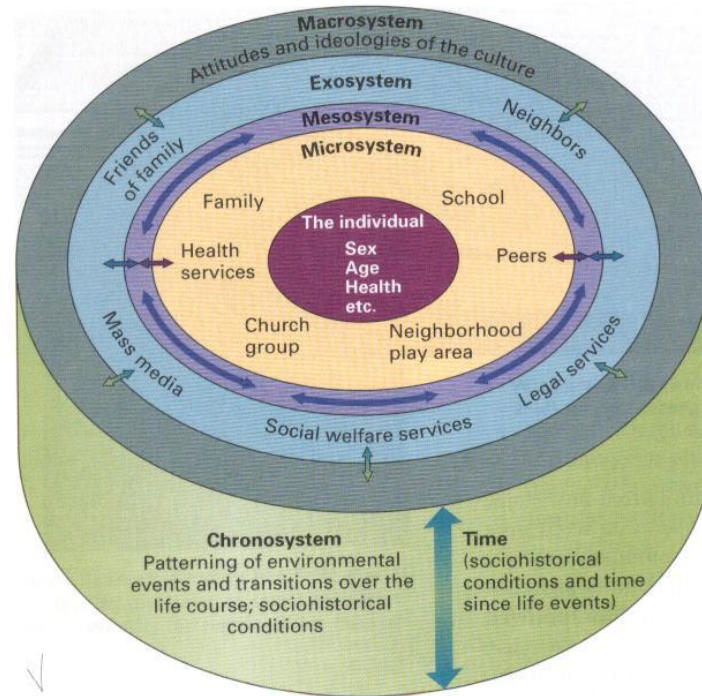 Macrosystem
Attitudes and ideologies of the culture
Exosystem
Mesosystem
Microsystem
Friends
of family
Neighbors
Family
School
The individual
Sex
Age
Health
etc.
Health
services
Peers
Church
group
Neighborhood
play area
Mass media
Legal services
Social welfare services
Chronosystem
Patterning of environmental
events and transitions over the
life course; sociohistorical
conditions
Time
(sociohistorical
conditions and time
since life events)